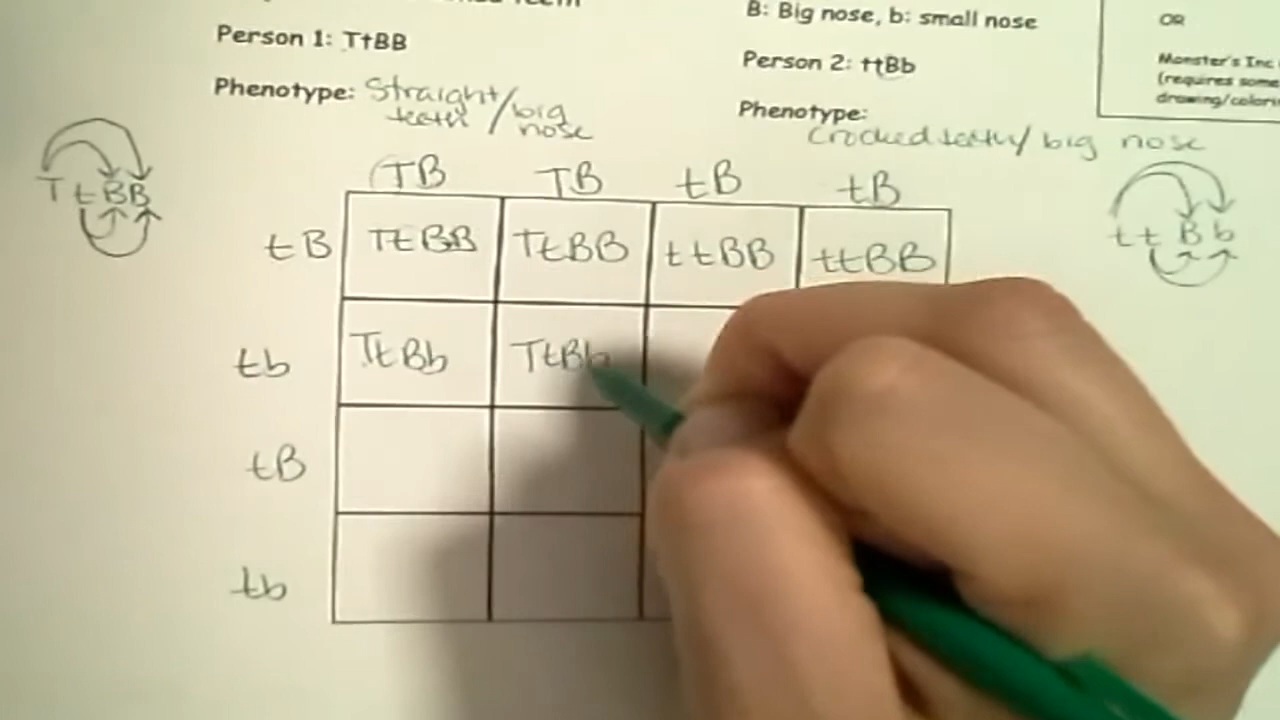 teeth
B: Big nose, b: small nose
OR
Person 1: TtBB
Person 2: ttBb
Monster's Inc
(requires some
drawing/colori
Phenotype: Straight teeth / big nose
Phenotype: Crocked teeth / big nose
TtBB
ttBb
TB TB tB tB
tB TtBB TtBB ttBB ttBB
tb TtBb TtBb
tB
tb